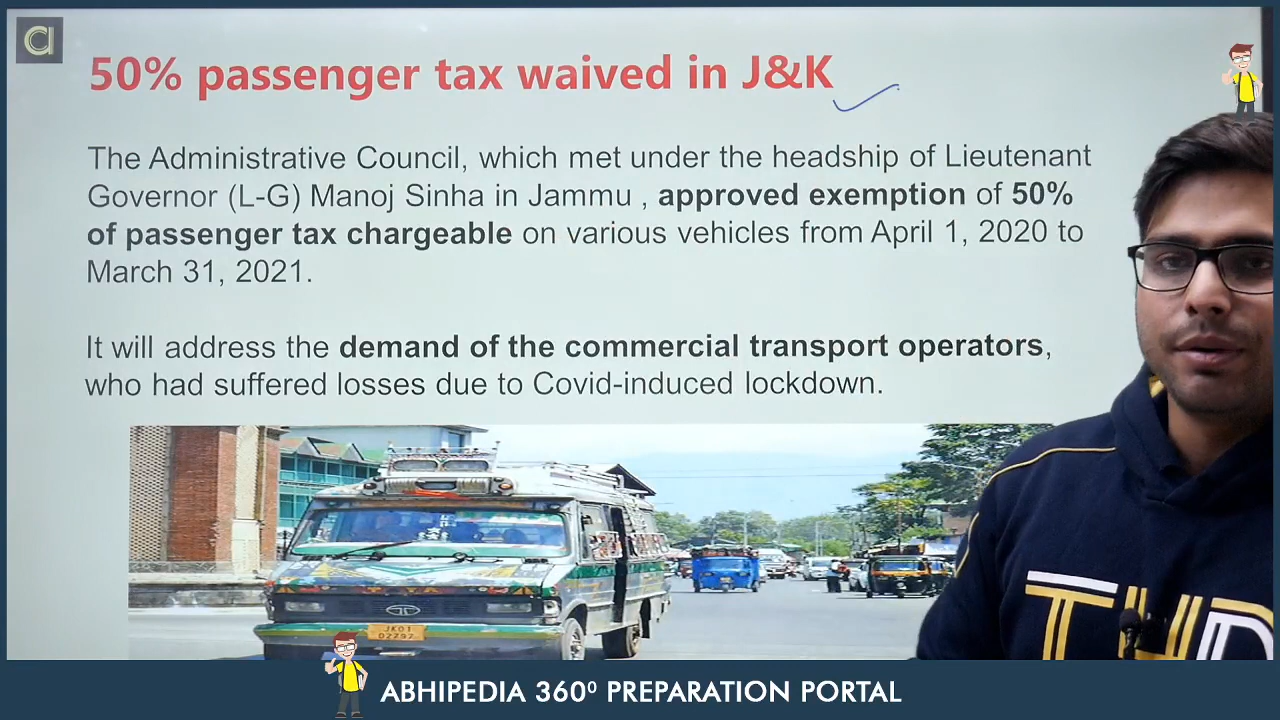 50% passenger tax waived in J&K
The Administrative Council, which met under the headship of Lieutenant
Governor (L-G) Manoj Sinha in Jammu , approved exemption of 50%
of passenger tax chargeable on various vehicles from April 1, 2020 to
March 31, 2021.
It will address the demand of the commercial transport operators,
who had suffered losses due to Covid-induced lockdown.
TATA
JK01
THD
ABHIPEDIA 360⁰ PREPARATION PORTAL